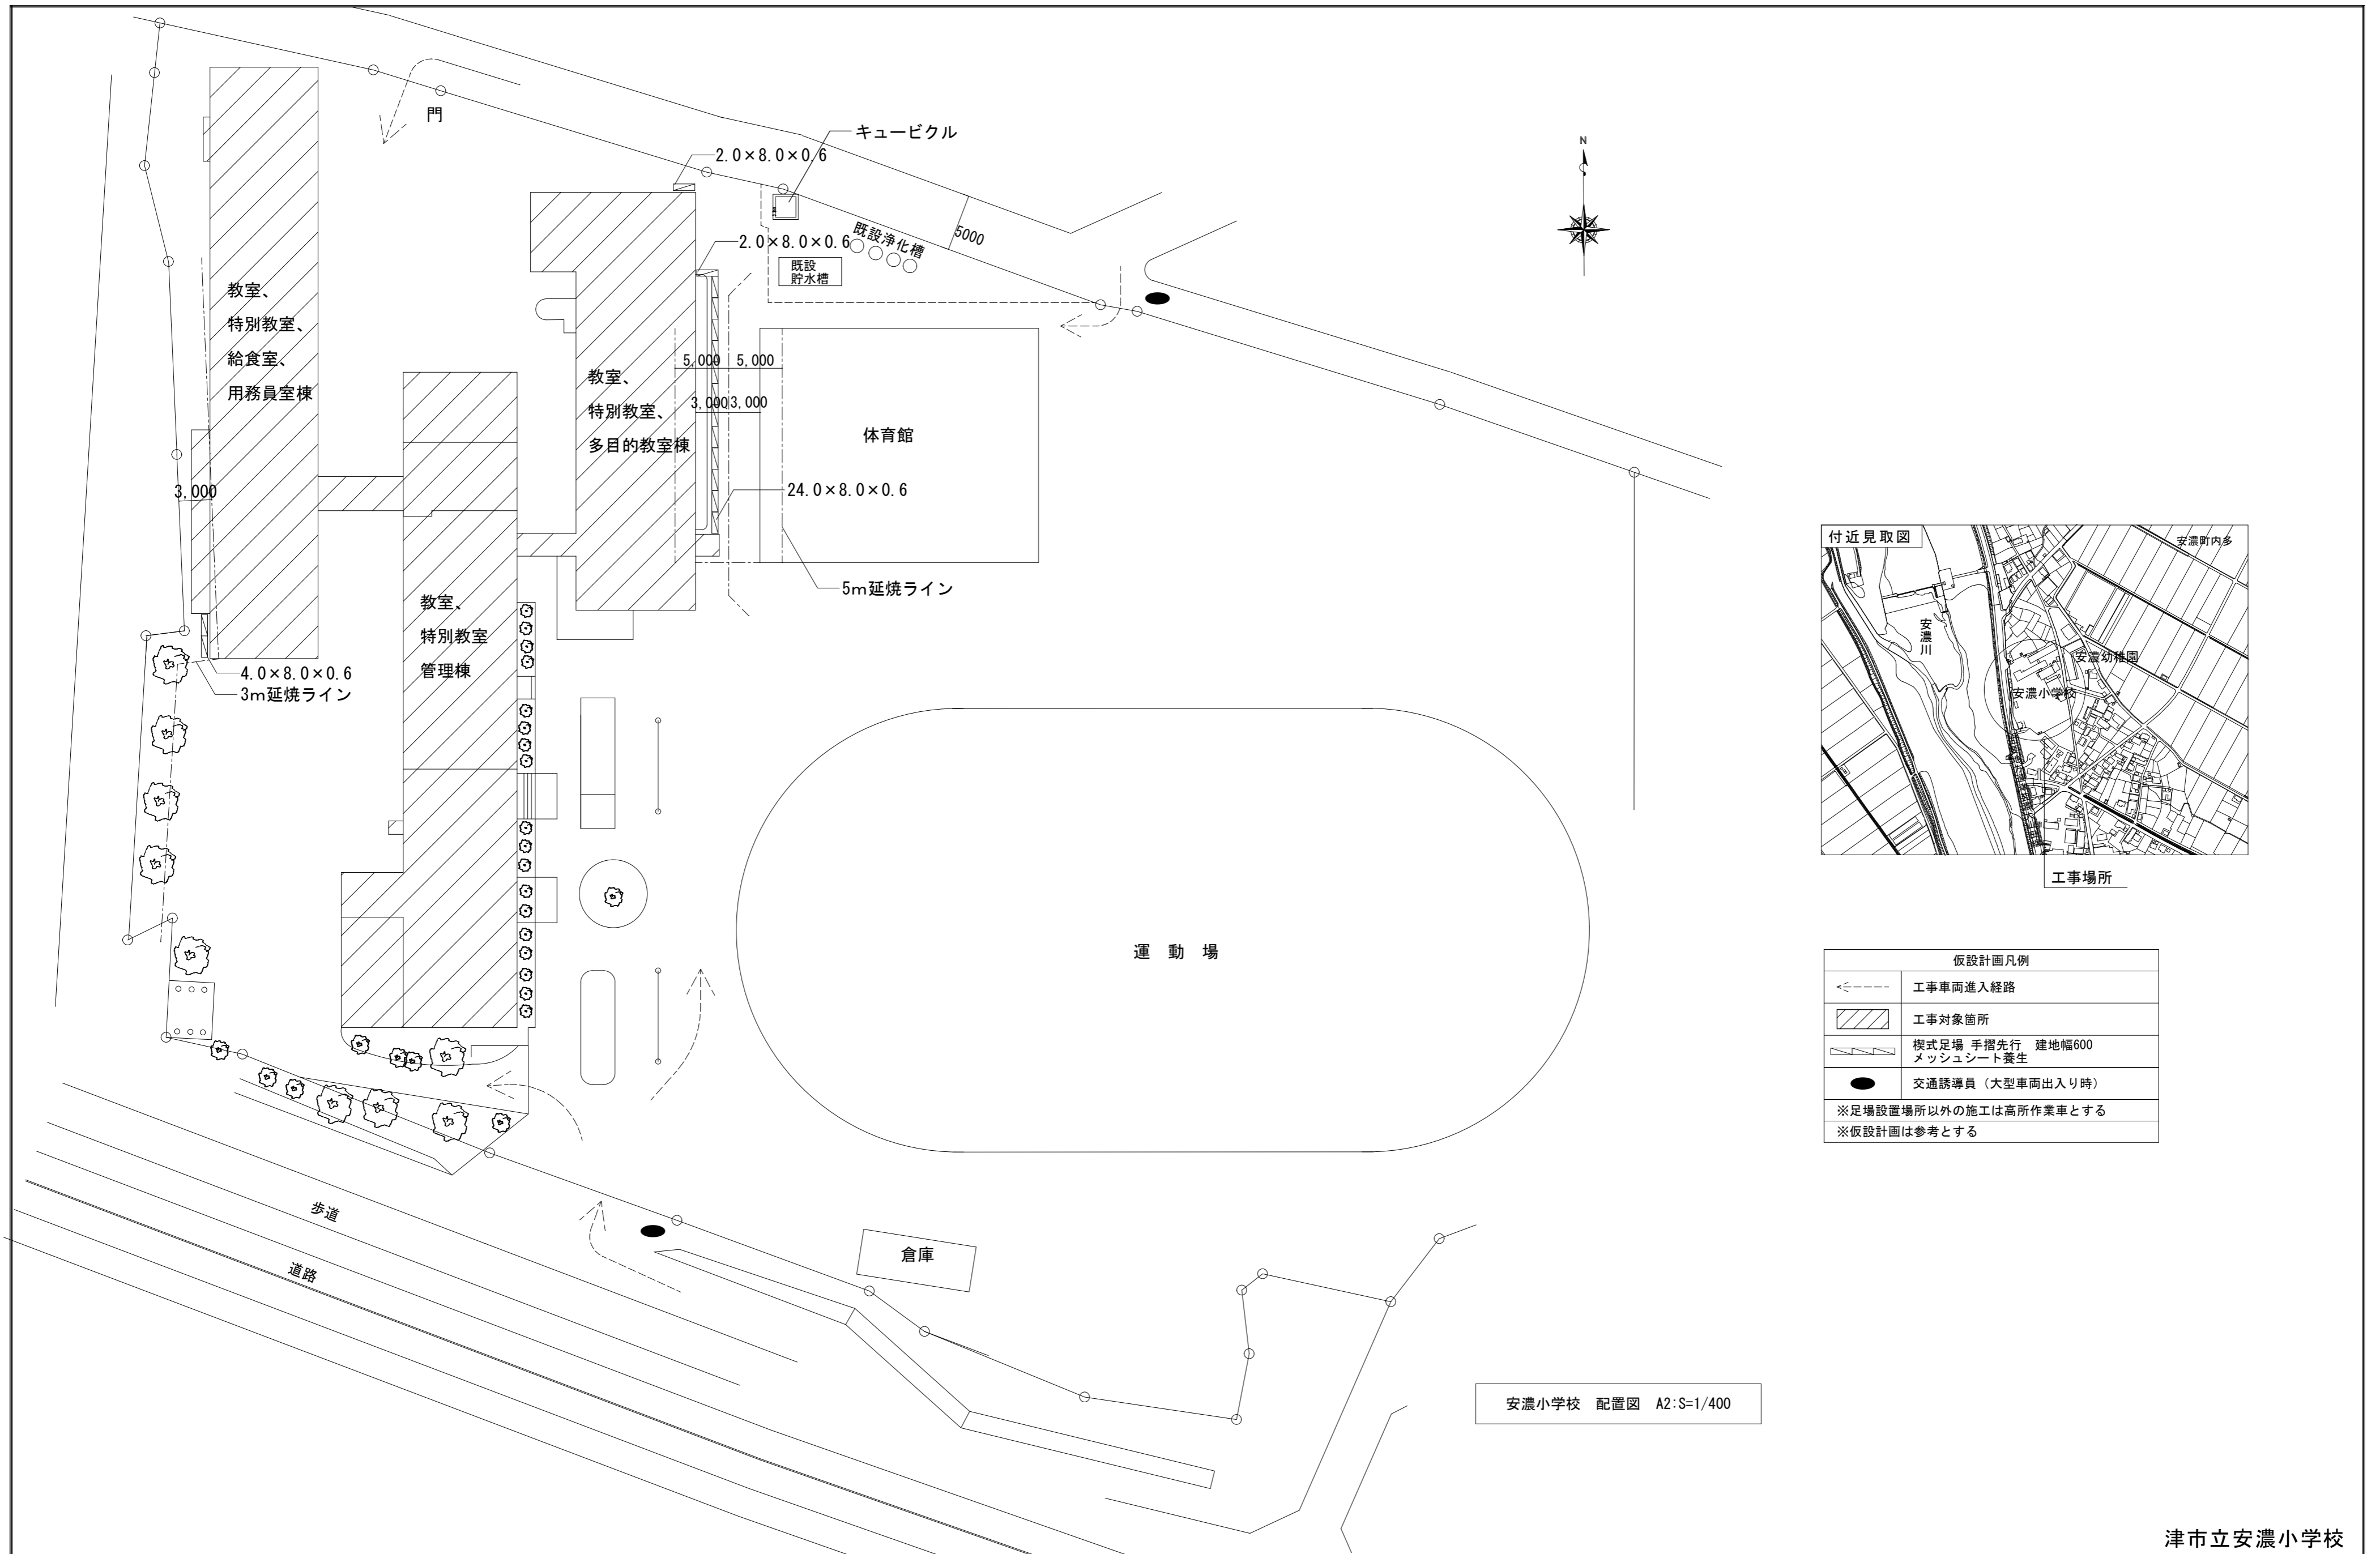 門
キュービクル
2.0×8.0×0.6
N
2.0×8.0×0.6
既設浄化槽
5000
既設
貯水槽
教室、
特別教室、
給食室、
用務員室棟
5,000
5,000
教室、
特別教室、
多目的教室棟
3,000
3,000
体育館
3,000
24.0×8.0×0.6
5m延焼ライン
教室、
特別教室
管理棟
4.0×8.0×0.6
3m延焼ライン
付近見取図
安濃町内多
安濃川
安濃幼稚園
安濃小学校
工事場所
運動場
仮設計画凡例
工事車両進入経路
工事対象箇所
楔式足場 手摺先行 建地幅600
メッシュシート養生
交通誘導員（大型車両出入り時）
※足場設置場所以外の施工は高所作業車とする
※仮設計画は参考とする
歩道
道路
倉庫
安濃小学校 配置図 A2:S=1/400
津市立安濃小学校